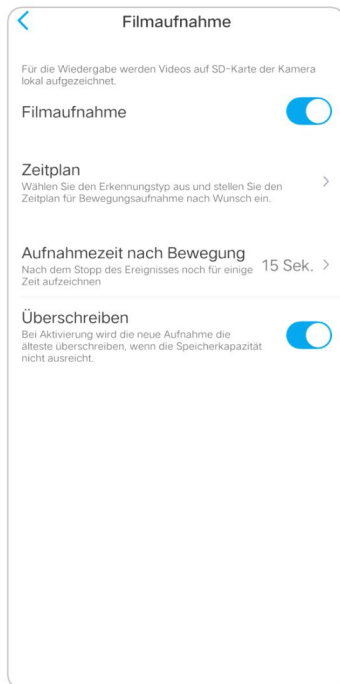 Filmaufnahme
Für die Wiedergabe werden Videos auf SD-Karte der Kamera
lokal aufgezeichnet.
Filmaufnahme
Zeitplan
Wählen Sie den Erkennungstyp aus und stellen Sie den
Zeitplan für Bewegungsaufnahme nach Wunsch ein.
Aufnahmezeit nach Bewegung
Nach dem Stopp des Ereignisses noch für einige
Zeit aufzeichnen
15 Sek.
Überschreiben
Bei Aktivierung wird die neue Aufnahme die
älteste überschreiben, wenn die Speicherkapazität
nicht ausreicht.